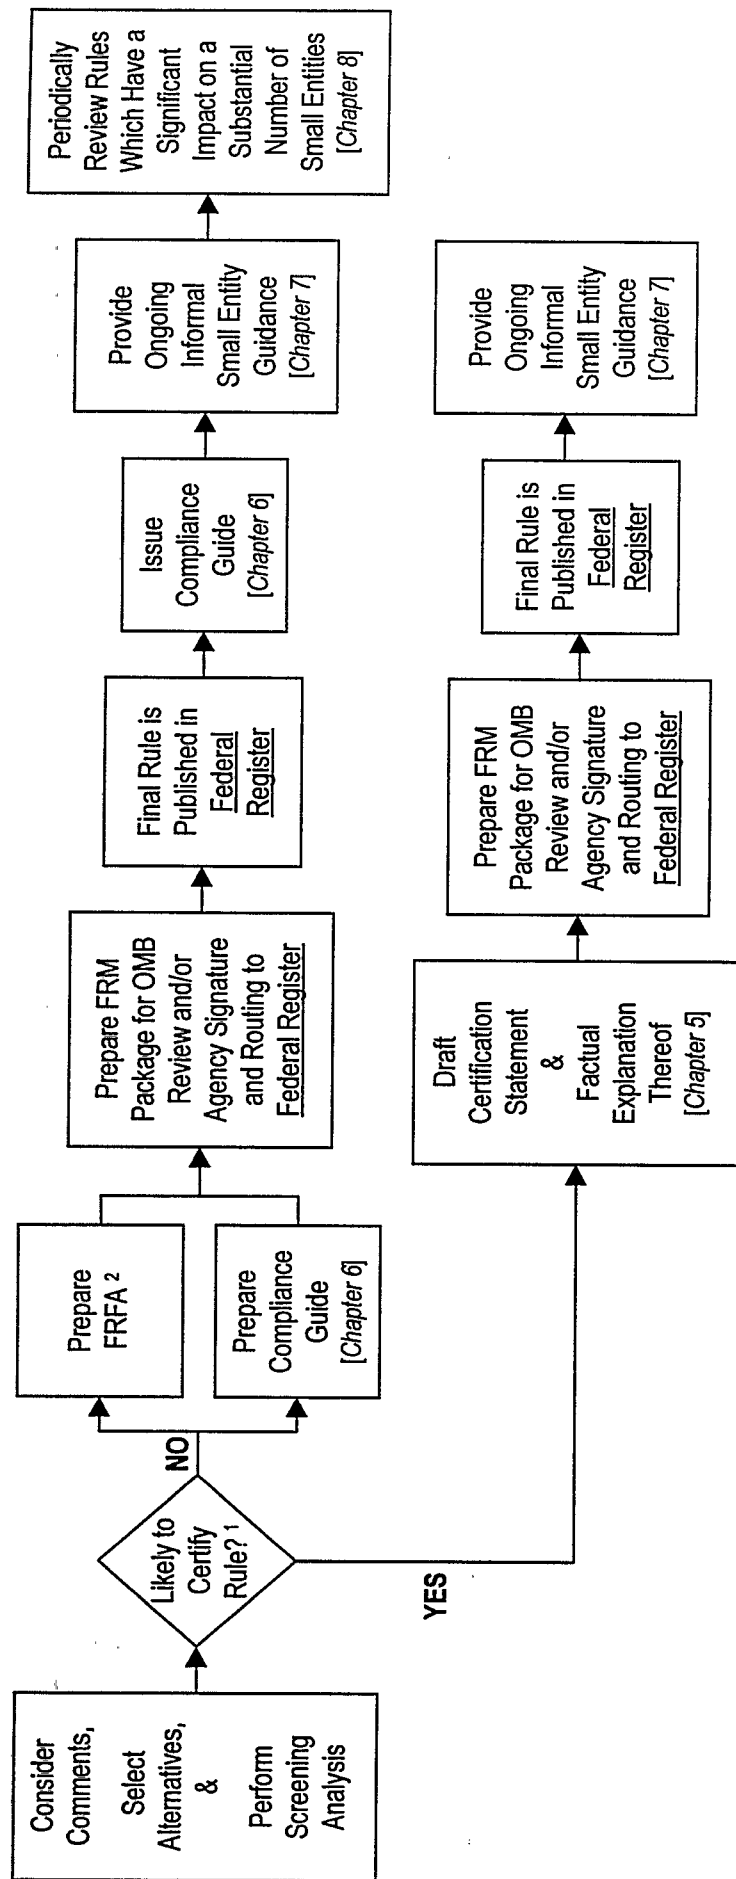 Consider
Comments,
Select
Alternatives,
&
Perform
Screening
Analysis
Likely to
Certify
Rule? 1
NO
Prepare
FRFA 2
Prepare
Compliance
Guide
[Chapter 6]
Prepare FRM
Package for OMB
Review and/or
Agency Signature
and Routing to
Federal Register
Final Rule is
Published in
Federal
Register
Issue
Compliance
Guide
[Chapter 6]
Provide
Ongoing
Informal
Small Entity
Guidance
[Chapter 7]
Periodically
Review Rules
Which Have a
Significant
Impact on a
Substantial
Number of
Small Entities
[Chapter 8]
YES
Draft
Certification
Statement
&
Factual
Explanation
Thereof
[Chapter 5]
Prepare FRM
Package for OMB
Review and/or
Agency Signature
and Routing to
Federal Register
Final Rule is
Published in
Federal
Register
Provide
Ongoing
Informal
Small Entity
Guidance
[Chapter 7]